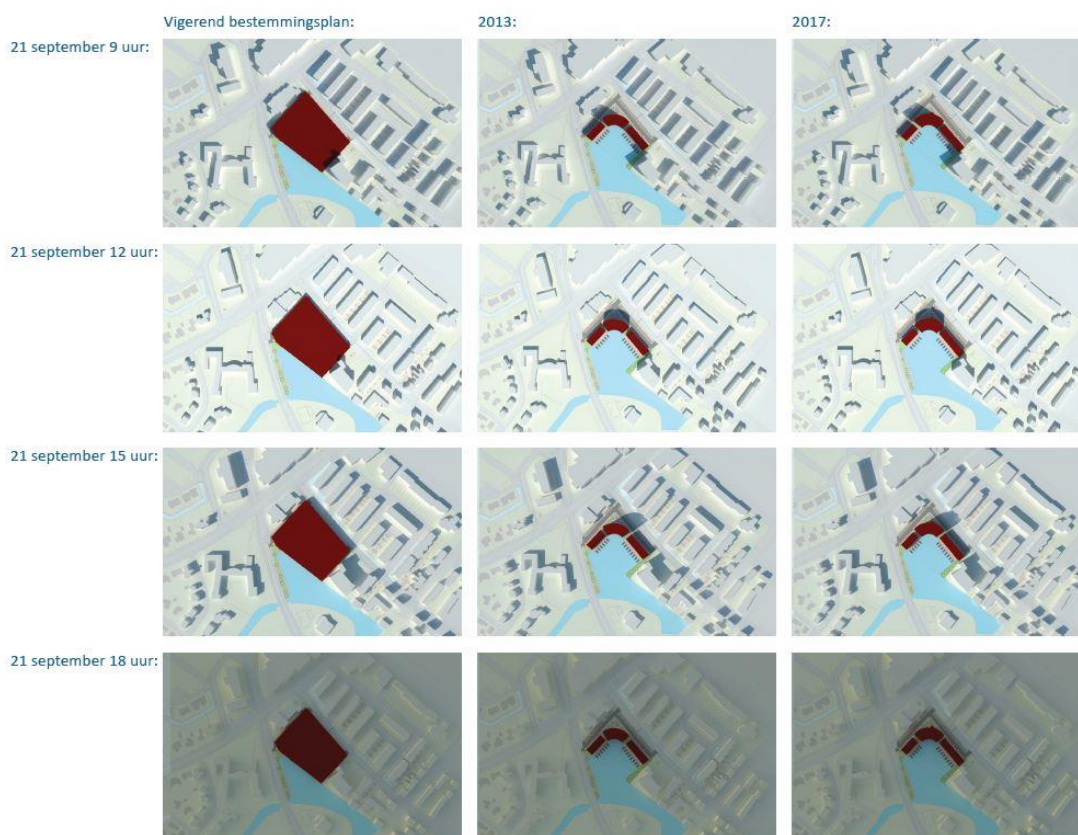 Vigerend bestemmingsplan:
2013:
2017:
21 september 9 uur:
21 september 12 uur:
21 september 15 uur:
21 september 18 uur: